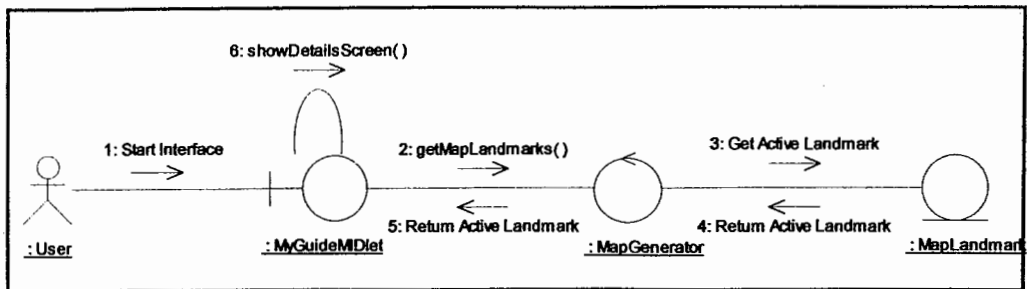 6: showDetailsScreen()
1: Start Interface
2: getMapLandmarks()
3: Get Active Landmark
5: Return Active Landmark
4: Return Active Landmark
: User
: MyGuideMIDlet
: MapGenerator
: MapLandmark